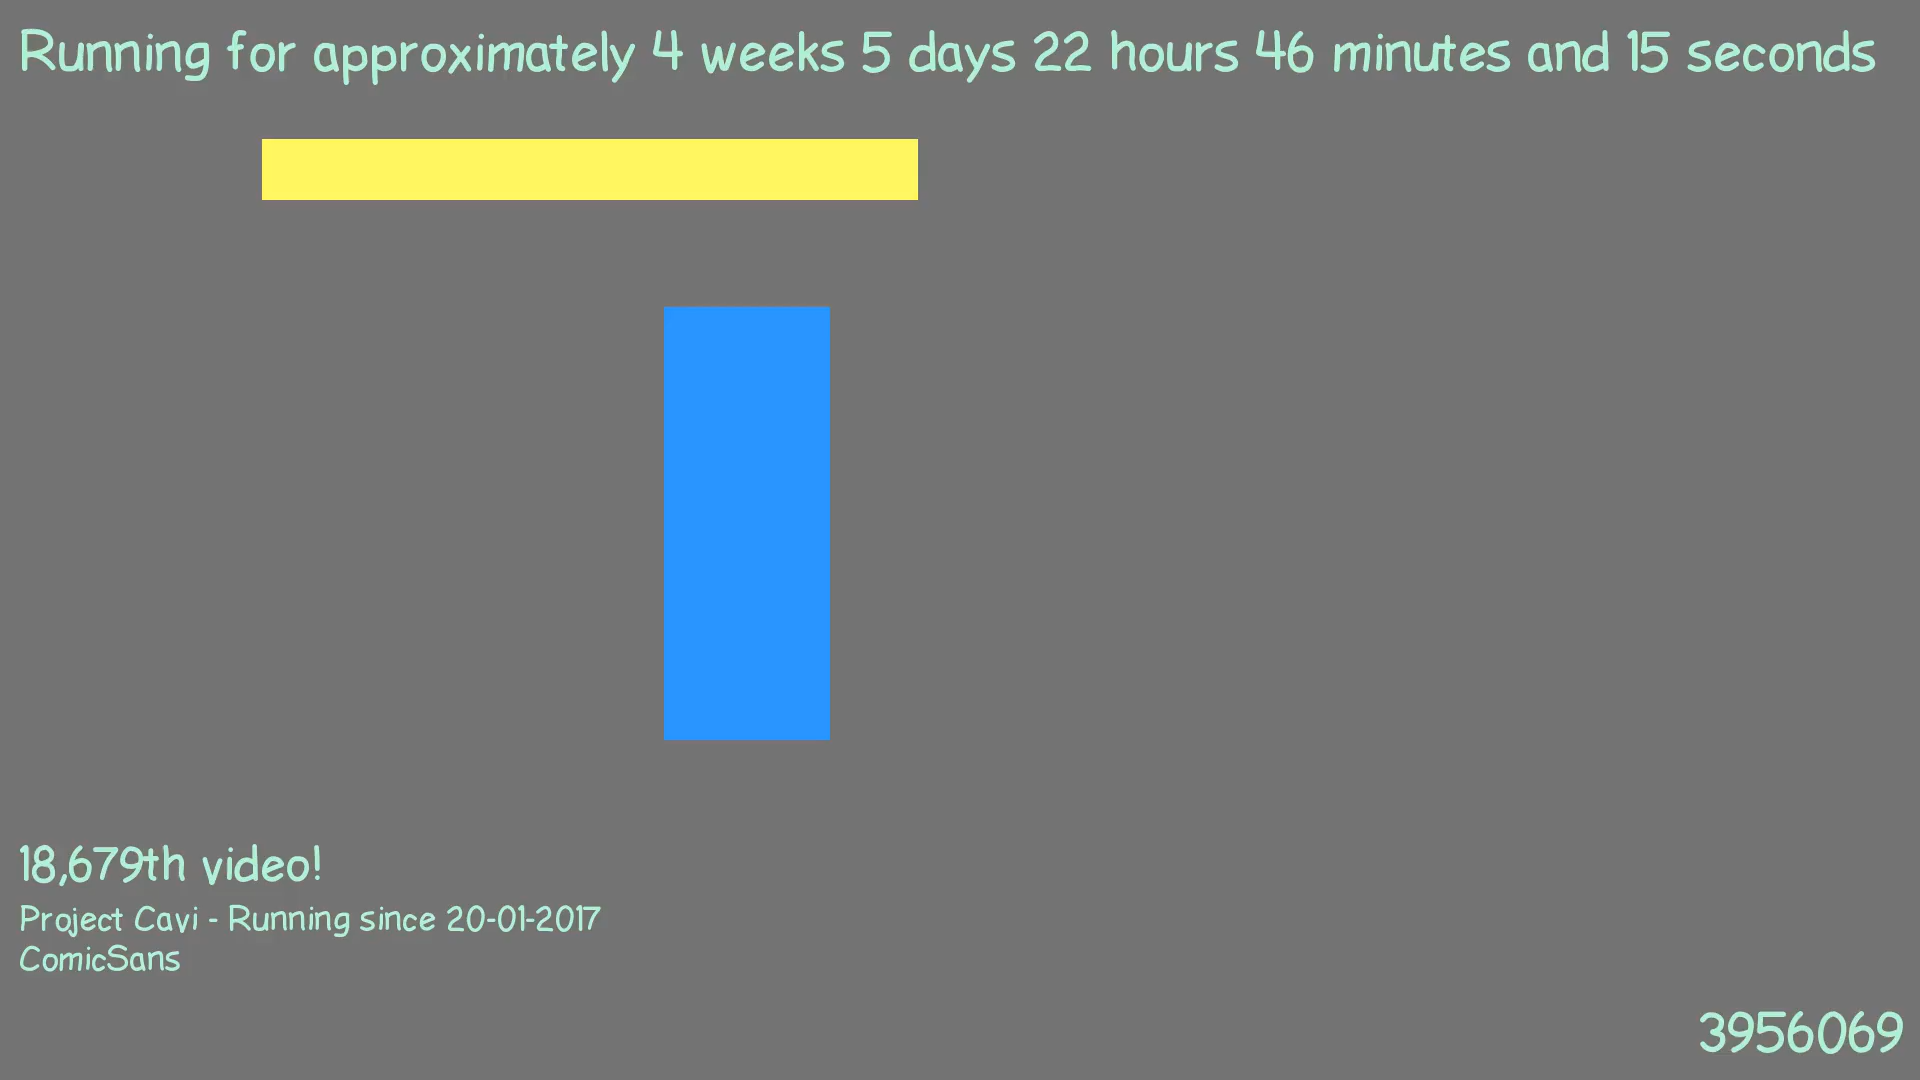 Running for approximately 4 weeks 5 days 22 hours 46 minutes and 15 seconds
18,679th video!
Project Cavi - Running since 20-01-2017
ComicSans
3956069